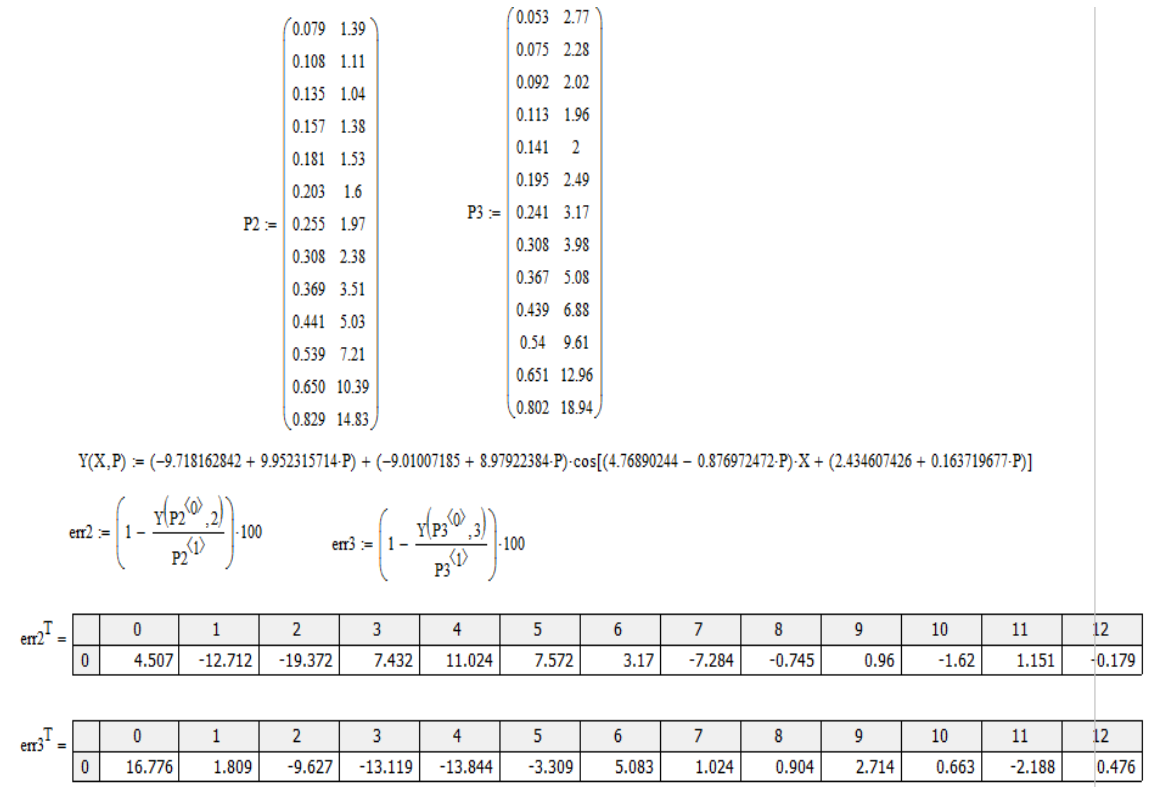 P2 := 
0.079 1.39
0.108 1.11
0.135 1.04
0.157 1.38
0.181 1.53
0.203 1.6
0.255 1.97
0.308 2.38
0.369 3.51
0.441 5.03
0.539 7.21
0.650 10.39
0.829 14.83
P3 := 
0.053 2.77
0.075 2.28
0.092 2.02
0.113 1.96
0.141 2
0.195 2.49
0.241 3.17
0.308 3.98
0.367 5.08
0.439 6.88
0.54 9.61
0.651 12.96
0.802 18.94
Y(X,P) := (−9.718162842 + 9.952315714·P) + (−9.01007185 + 8.97922384·P)·cos[(4.76890244 − 0.876972472·P)·X + (2.434607426 + 0.163719677·P)]
err2 := (1 − Y(P2^⟨0⟩,2) / P2^⟨1⟩)·100
err3 := (1 − Y(P3^⟨0⟩,3) / P3^⟨1⟩)·100
err2^T =
0 1 2 3 4 5 6 7 8 9 10 11 12
0 4.507 -12.712 -19.372 7.432 11.024 7.572 3.17 -7.284 -0.745 0.96 -1.62 1.151 -0.179
err3^T =
0 1 2 3 4 5 6 7 8 9 10 11 12
0 16.776 1.809 -9.627 -13.119 -13.844 -3.309 5.083 1.024 0.904 2.714 0.663 -2.188 0.476